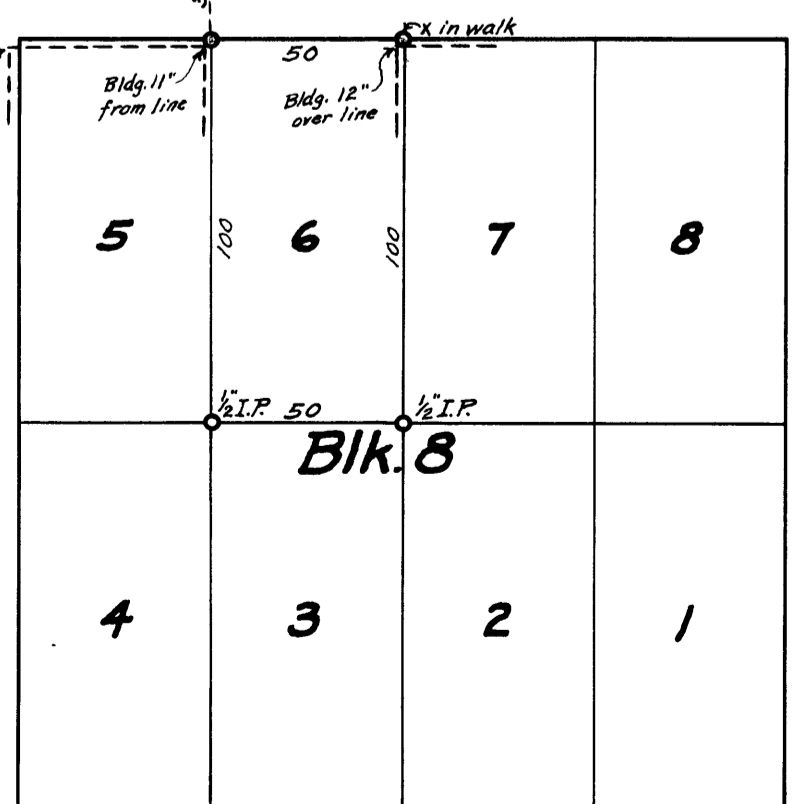 x in walk
50
Bldg. 11"
from line
Bldg. 12"
over line
5
100
6
100
7
8
½" I.P.
50
½" I.P.
Blk. 8
4
3
2
1